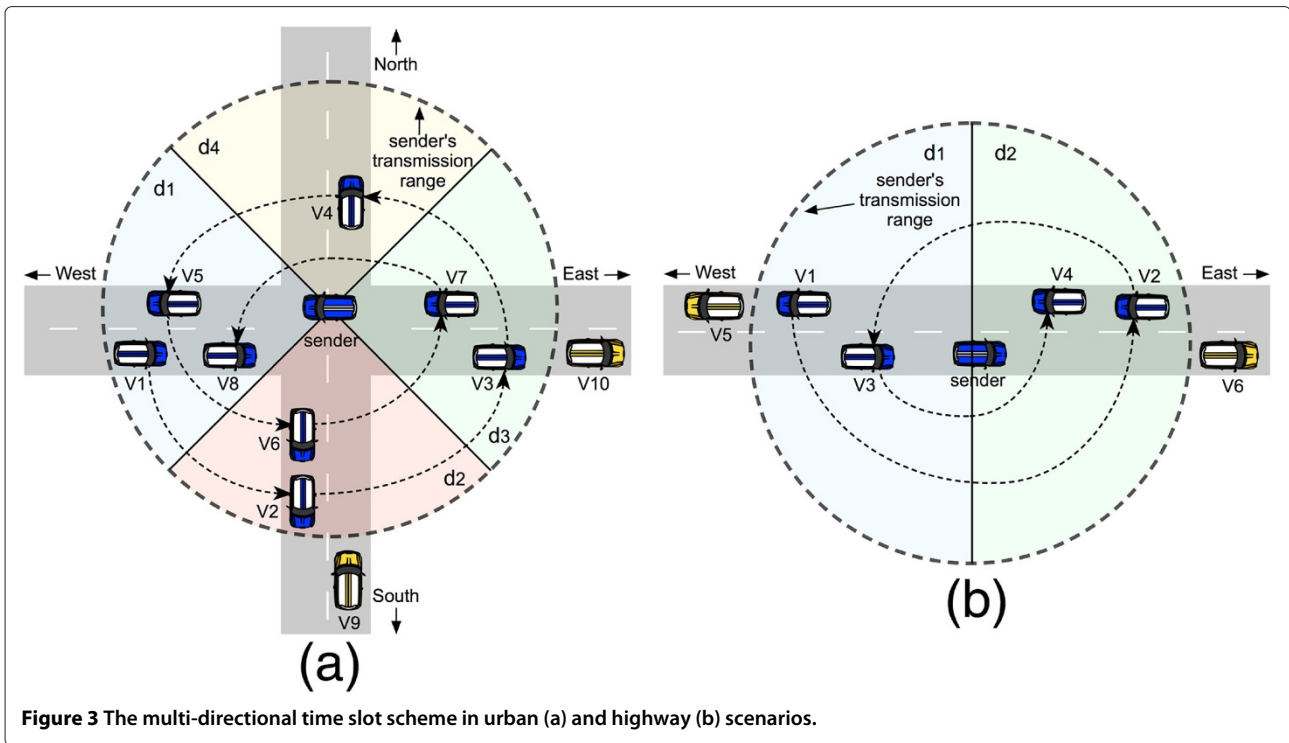 North
sender's
transmission
range
d4
d1
V4
West
V5
V7
East
sender
V1
V8
V3
V10
V6
d3
V2
d2
South
V9
(a)
d1
d2
sender's
transmission
range
West
V1
V4
V2
East
V5
V3
sender
V6
(b)
Figure 3 The multi-directional time slot scheme in urban (a) and highway (b) scenarios.